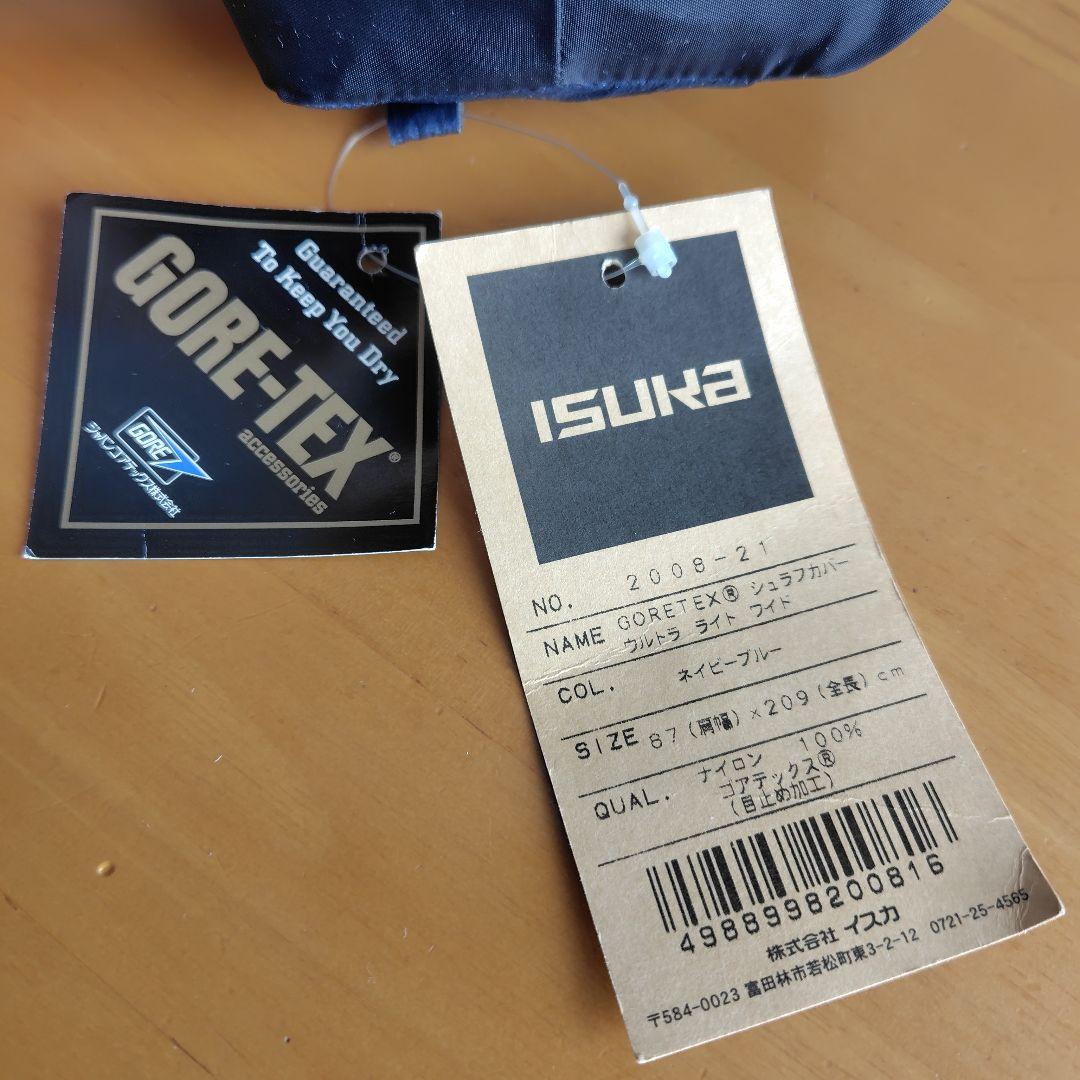 Guaranteed
To Keep You Dry
GORE-TEX®
accessories
GORE
ジャパンゴアテックス株式会社
ISUKA
NO. 2008-21
NAME GORETEX® シュラフカバー
ウルトラ ライト ワイド
COL. ネイビーブルー
SIZE 87(肩幅)×209(全長)cm
QUAL. ナイロン 100%
ゴアテックス®
(目止め加工)
4988998200816
株式会社 イスカ
〒584-0023 富田林市若松町東3-2-12 0721-25-4565